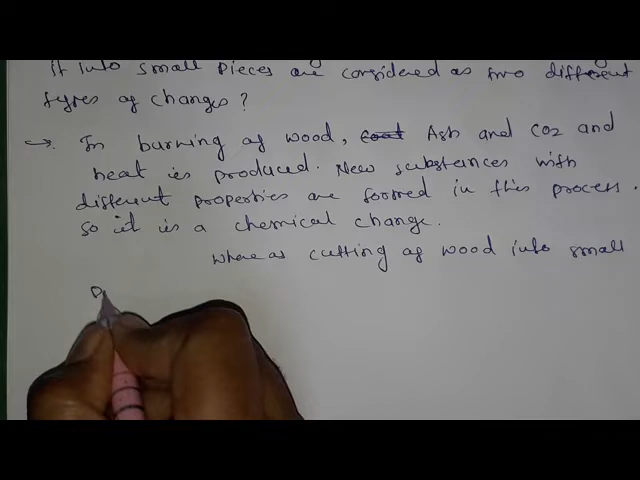 it into small pieces are considered as two different
types of changes?
→ In burning of wood, Ash and CO2 and
heat is produced. New substances with
different properties are formed in this process.
so it is a chemical change.
where as cutting of wood into small